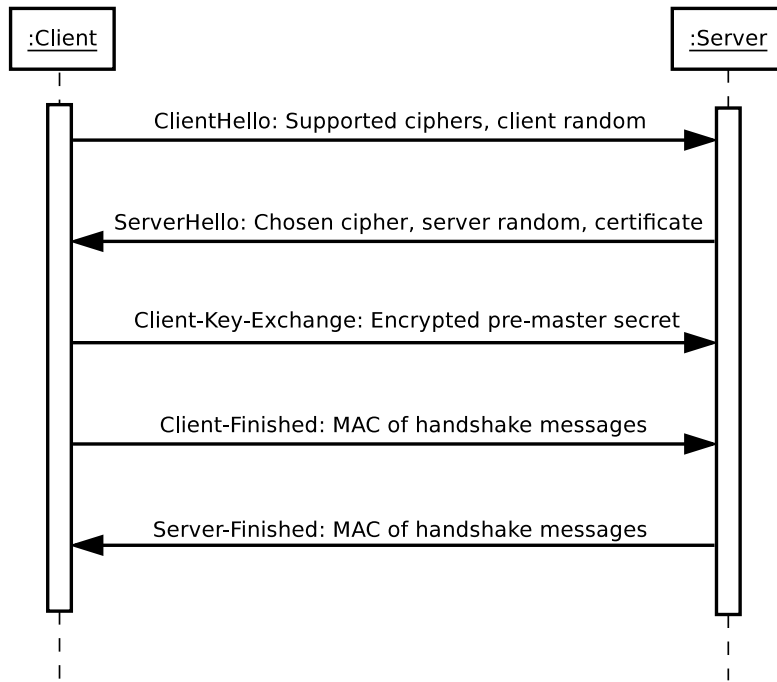 :Client
:Server
ClientHello: Supported ciphers, client random
ServerHello: Chosen cipher, server random, certificate
Client-Key-Exchange: Encrypted pre-master secret
Client-Finished: MAC of handshake messages
Server-Finished: MAC of handshake messages